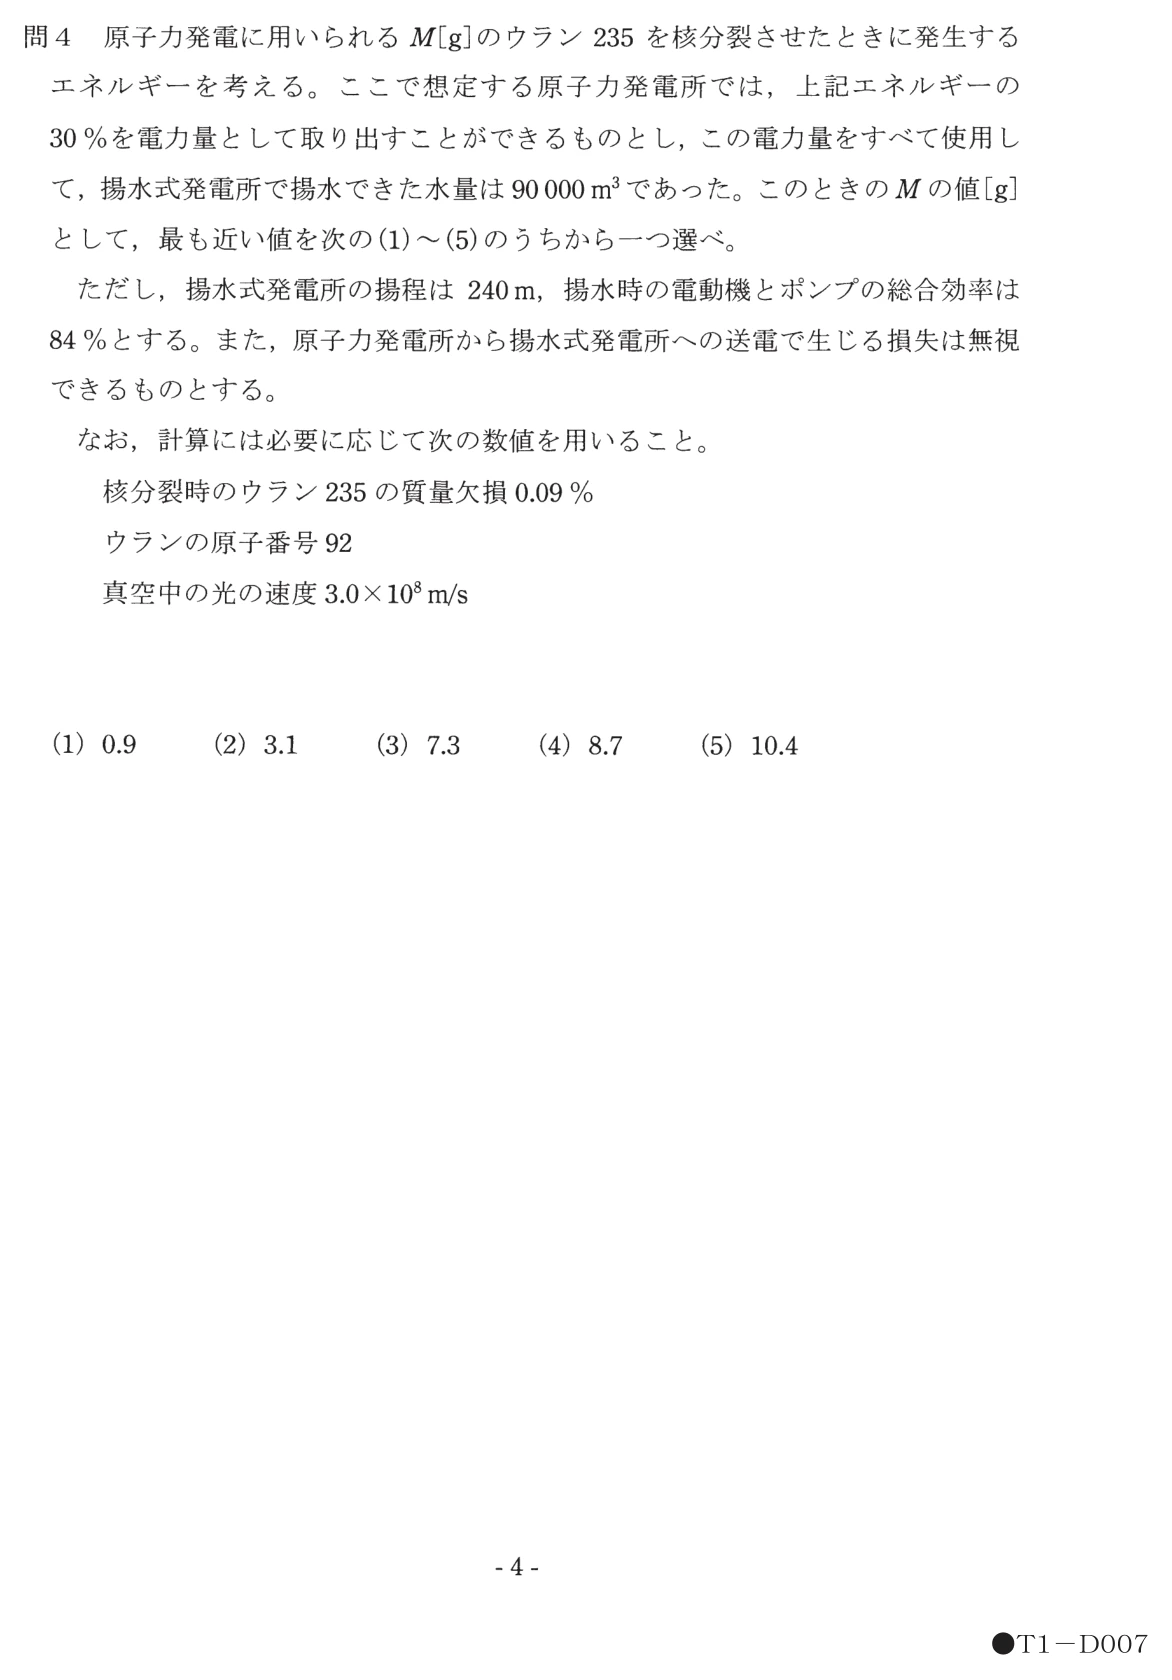 問４　原子力発電に用いられる M[g]のウラン 235 を核分裂させたときに発生する
エネルギーを考える。ここで想定する原子力発電所では，上記エネルギーの
30 %を電力量として取り出すことができるものとし，この電力量をすべて使用し
て，揚水式発電所で揚水できた水量は 90 000 m³ であった。このときの M の値[g]
として，最も近い値を次の(1)～(5)のうちから一つ選べ。
ただし，揚水式発電所の揚程は 240 m，揚水時の電動機とポンプの総合効率は
84 %とする。また，原子力発電所から揚水式発電所への送電で生じる損失は無視
できるものとする。
なお，計算には必要に応じて次の数値を用いること。
核分裂時のウラン 235 の質量欠損 0.09 %
ウランの原子番号 92
真空中の光の速度 3.0×10⁸ m/s
(1) 0.9　(2) 3.1　(3) 7.3　(4) 8.7　(5) 10.4
- 4 -
●T1－D007